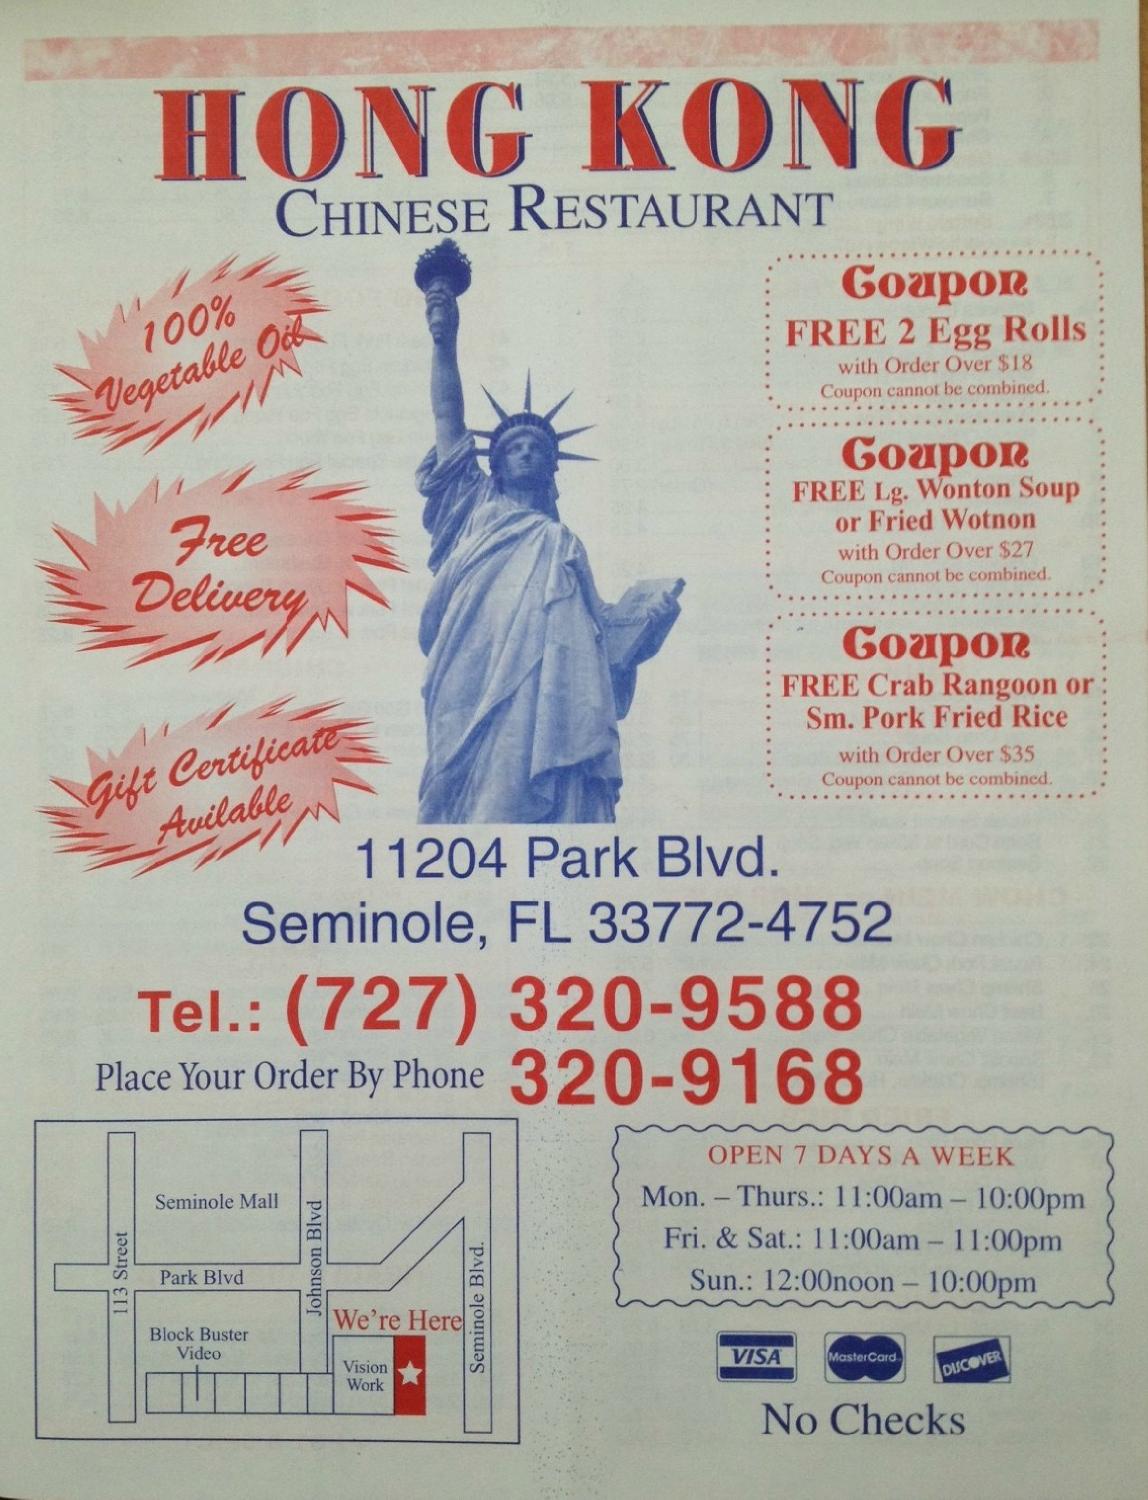 HONG KONG
CHINESE RESTAURANT
100%
Vegetable Oil
Free
Delivery
Gift Certificate
Avilable
Coupon
FREE 2 Egg Rolls
with Order Over $18
Coupon cannot be combined.
Coupon
FREE Lg. Wonton Soup
or Fried Wotnon
with Order Over $27
Coupon cannot be combined.
Coupon
FREE Crab Rangoon or
Sm. Pork Fried Rice
with Order Over $35
Coupon cannot be combined.
11204 Park Blvd.
Seminole, FL 33772-4752
Tel.: (727) 320-9588
Place Your Order By Phone 320-9168
Seminole Mall
113 Street
Park Blvd
Johnson Blvd
Seminole Blvd.
We're Here
Block Buster
Video
Vision
Work
OPEN 7 DAYS A WEEK
Mon. – Thurs.: 11:00am – 10:00pm
Fri. & Sat.: 11:00am – 11:00pm
Sun.: 12:00noon – 10:00pm
VISA
MasterCard
DISCOVER
No Checks